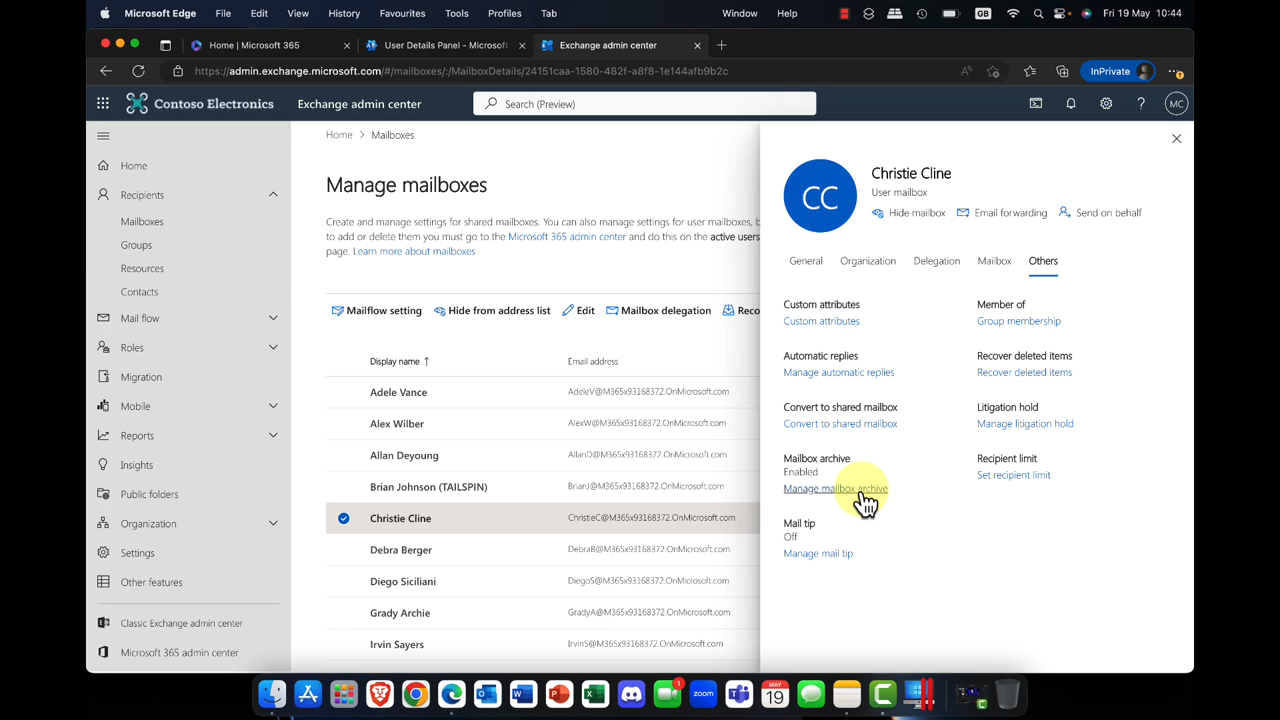 Microsoft Edge File Edit View History Favourites Tools Profiles Tab Window Help GB Fri 19 May 10:44
Home | Microsoft 365
User Details Panel - Microsoft
Exchange admin center
https://admin.exchange.microsoft.com/#/mailboxes/:/MailboxDetails/24151caa-1580-482f-a8f8-1e144afb9b2c
InPrivate
Contoso Electronics
Exchange admin center
Search (Preview)
MC
Home
Recipients
Mailboxes
Groups
Resources
Contacts
Mail flow
Roles
Migration
Mobile
Reports
Insights
Public folders
Organization
Settings
Other features
Classic Exchange admin center
Microsoft 365 admin center
Home > Mailboxes
Manage mailboxes
Create and manage settings for shared mailboxes. You can also manage settings for user mailboxes, b
to add or delete them you must go to the Microsoft 365 admin center and do this on the active users
page. Learn more about mailboxes
Mailflow setting Hide from address list Edit Mailbox delegation Reco
Display name ↑ Email address
Adele Vance AdeleV@M365x93168372.OnMicrosoft.com
Alex Wilber AlexW@M365x93168372.OnMicrosoft.com
Allan Deyoung AllanD@M365x93168372.OnMicrosoft.com
Brian Johnson (TAILSPIN) BrianJ@M365x93168372.OnMicrosoft.com
Christie Cline ChristieC@M365x93168372.OnMicrosoft.com
Debra Berger DebraB@M365x93168372.OnMicrosoft.com
Diego Siciliani DiegoS@M365x93168372.OnMicrosoft.com
Grady Archie GradyA@M365x93168372.OnMicrosoft.com
Irvin Sayers IrvinS@M365x93168372.OnMicrosoft.com
CC
Christie Cline
User mailbox
Hide mailbox Email forwarding Send on behalf
General Organization Delegation Mailbox Others
Custom attributes
Custom attributes
Member of
Group membership
Automatic replies
Manage automatic replies
Recover deleted items
Recover deleted items
Convert to shared mailbox
Convert to shared mailbox
Litigation hold
Manage litigation hold
Mailbox archive
Enabled
Manage mailbox archive
Recipient limit
Set recipient limit
Mail tip
Off
Manage mail tip
1
zoom
MAY
19